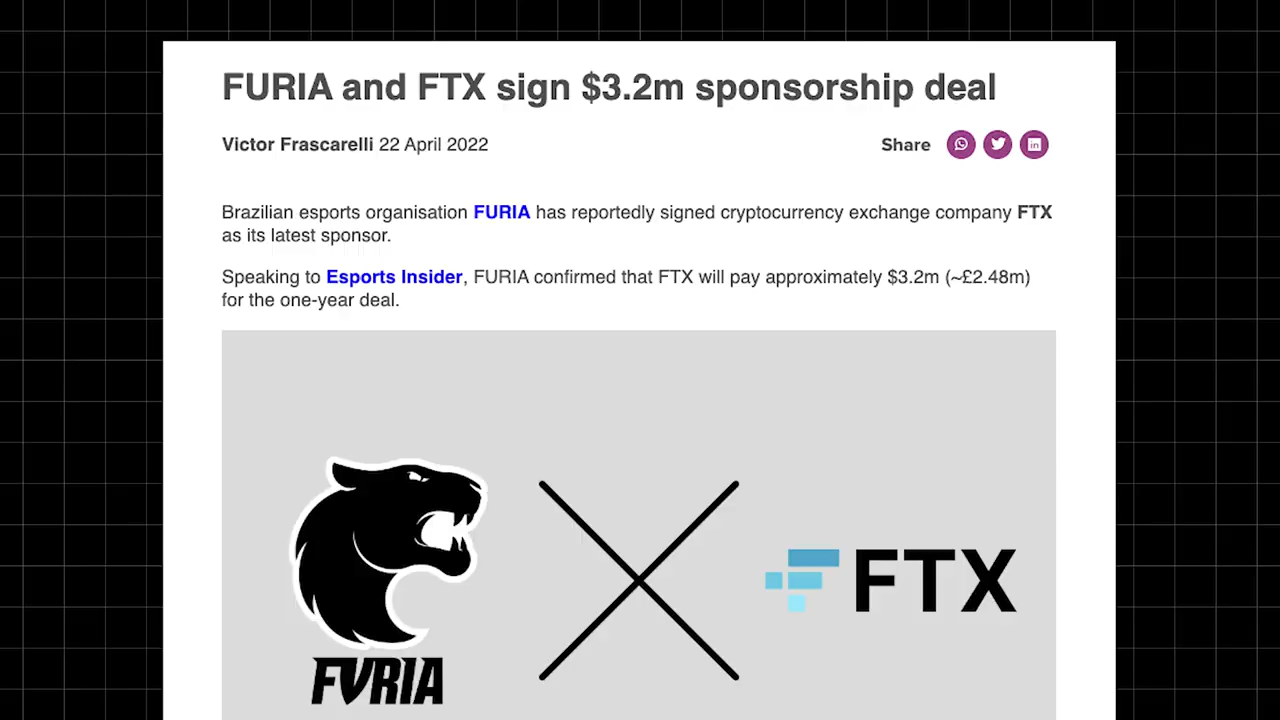 FURIA and FTX sign $3.2m sponsorship deal
Victor Frascarelli 22 April 2022
Share
Brazilian esports organisation FURIA has reportedly signed cryptocurrency exchange company FTX
as its latest sponsor.
Speaking to Esports Insider, FURIA confirmed that FTX will pay approximately $3.2m (~£2.48m)
for the one-year deal.
FTX
FURIA